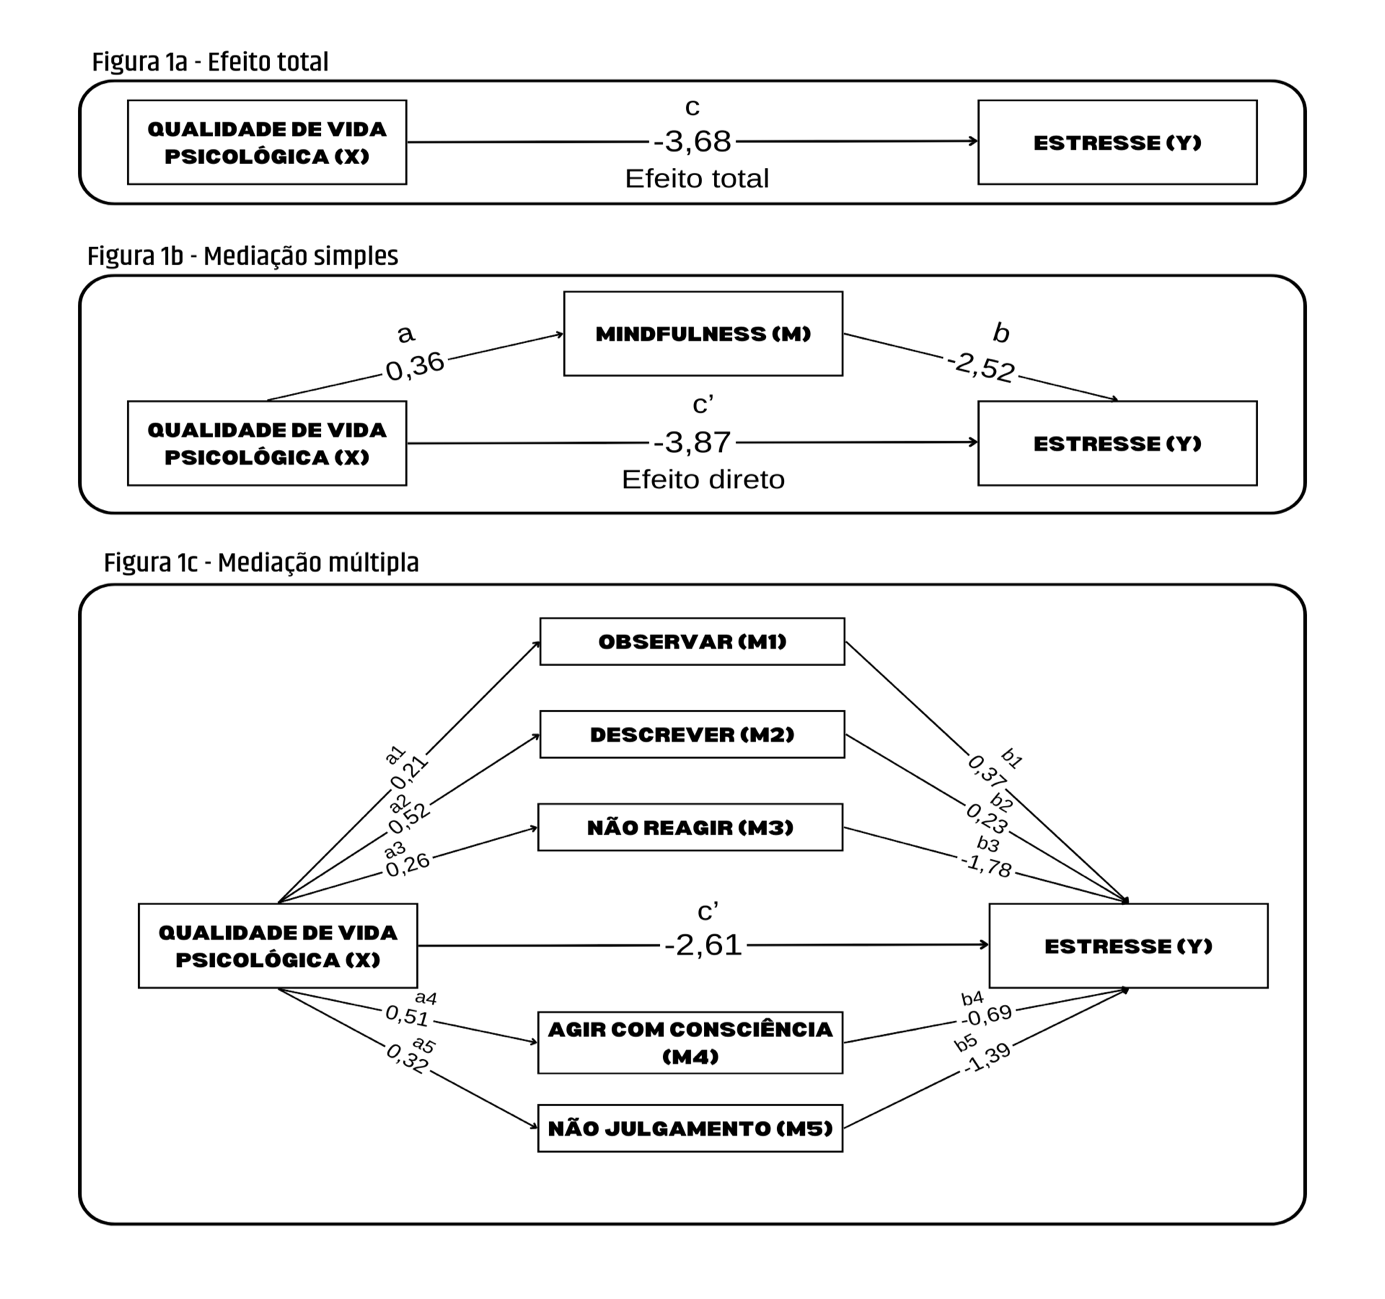 Figura 1a - Efeito total
c
QUALIDADE DE VIDA
PSICOLÓGICA (X)
-3,68
ESTRESSE (Y)
Efeito total
Figura 1b - Mediação simples
MINDFULNESS (M)
a
0,36
b
-2,52
c’
QUALIDADE DE VIDA
PSICOLÓGICA (X)
-3,87
ESTRESSE (Y)
Efeito direto
Figura 1c - Mediação múltipla
OBSERVAR (M1)
DESCREVER (M2)
NÃO REAGIR (M3)
a1
0,21
a2
0,52
a3
0,26
b1
0,37
b2
0,23
b3
-1,78
c’
QUALIDADE DE VIDA
PSICOLÓGICA (X)
-2,61
ESTRESSE (Y)
a4
0,51
a5
0,32
b4
-0,69
b5
-1,39
AGIR COM CONSCIÊNCIA
(M4)
NÃO JULGAMENTO (M5)